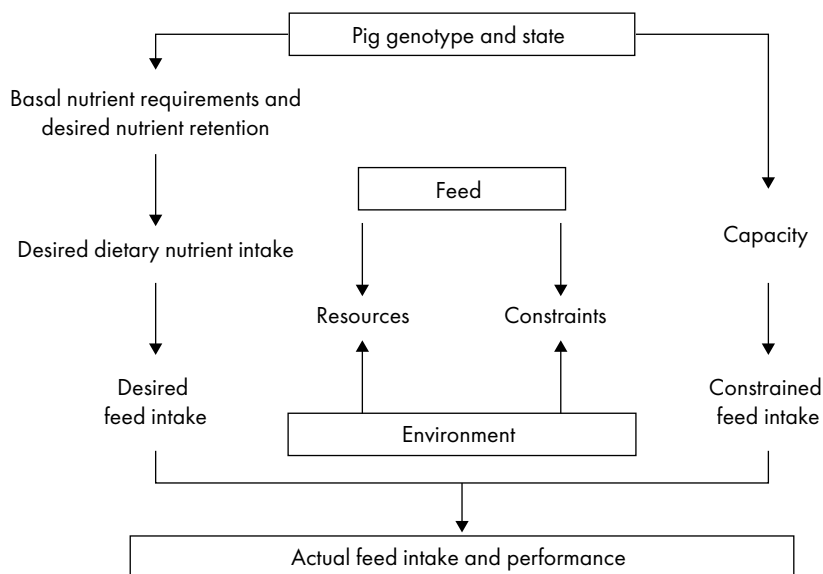 Pig genotype and state
Basal nutrient requirements and
desired nutrient retention
Feed
Desired dietary nutrient intake
Capacity
Resources
Constraints
Desired
feed intake
Constrained
feed intake
Environment
Actual feed intake and performance